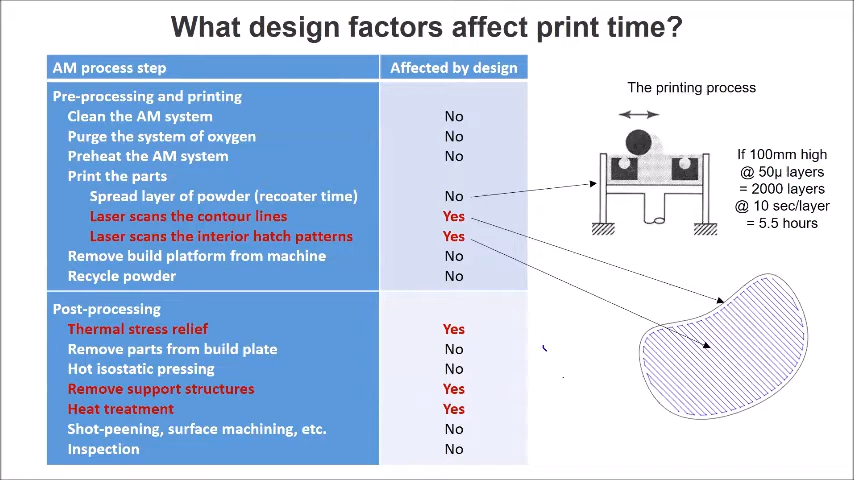 What design factors affect print time?
AM process step Affected by design
Pre-processing and printing
Clean the AM system No
Purge the system of oxygen No
Preheat the AM system No
Print the parts
Spread layer of powder (recoater time) No
Laser scans the contour lines Yes
Laser scans the interior hatch patterns Yes
Remove build platform from machine No
Recycle powder No
Post-processing
Thermal stress relief Yes
Remove parts from build plate No
Hot isostatic pressing No
Remove support structures Yes
Heat treatment Yes
Shot-peening, surface machining, etc. No
Inspection No
The printing process
If 100mm high
@ 50µ layers
= 2000 layers
@ 10 sec/layer
= 5.5 hours